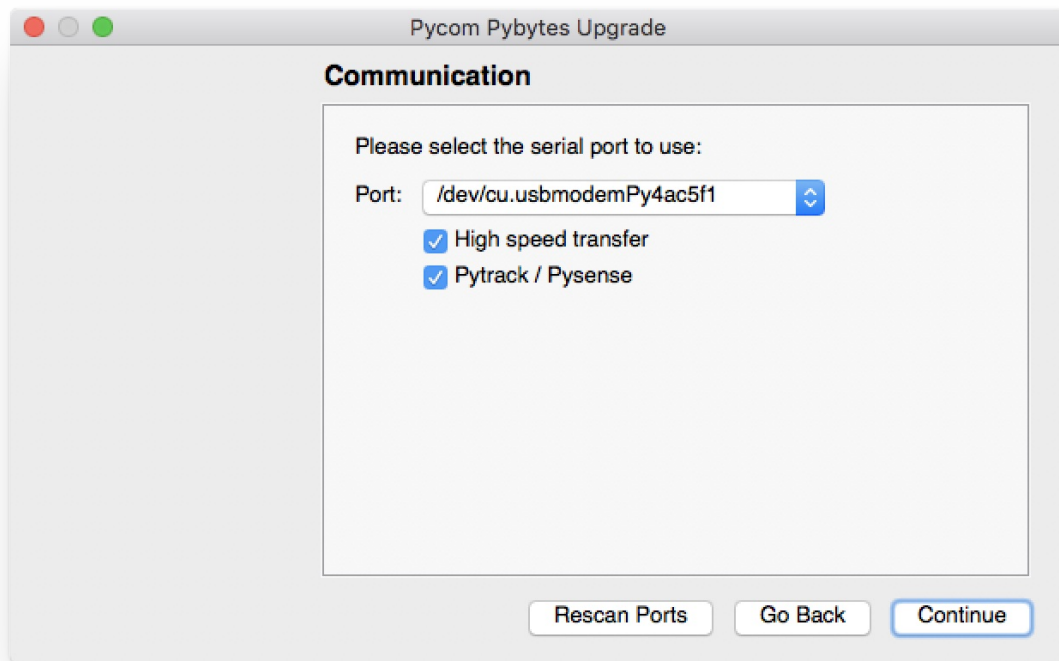 Pycom Pybytes Upgrade
Communication
Please select the serial port to use:
Port: /dev/cu.usbmodemPy4ac5f1
High speed transfer
Pytrack / Pysense
Rescan Ports Go Back Continue